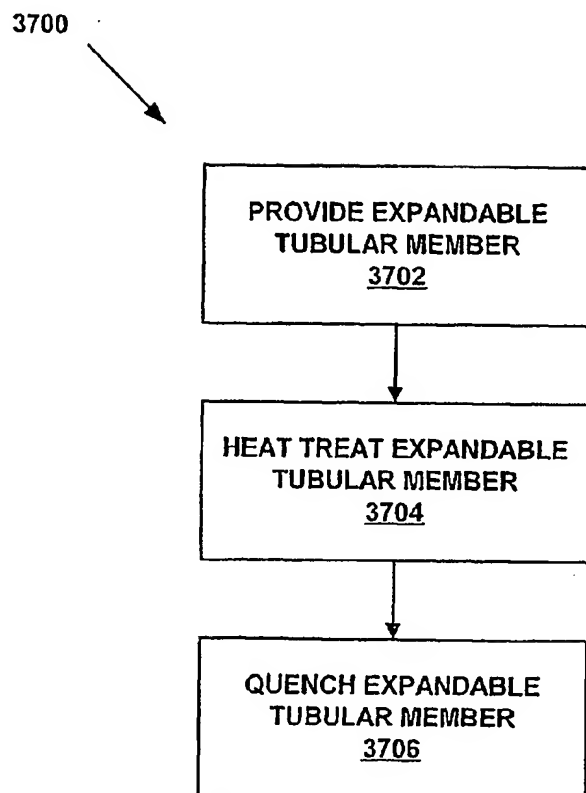 3700
PROVIDE EXPANDABLE
TUBULAR MEMBER
3702
HEAT TREAT EXPANDABLE
TUBULAR MEMBER
3704
QUENCH EXPANDABLE
TUBULAR MEMBER
3706